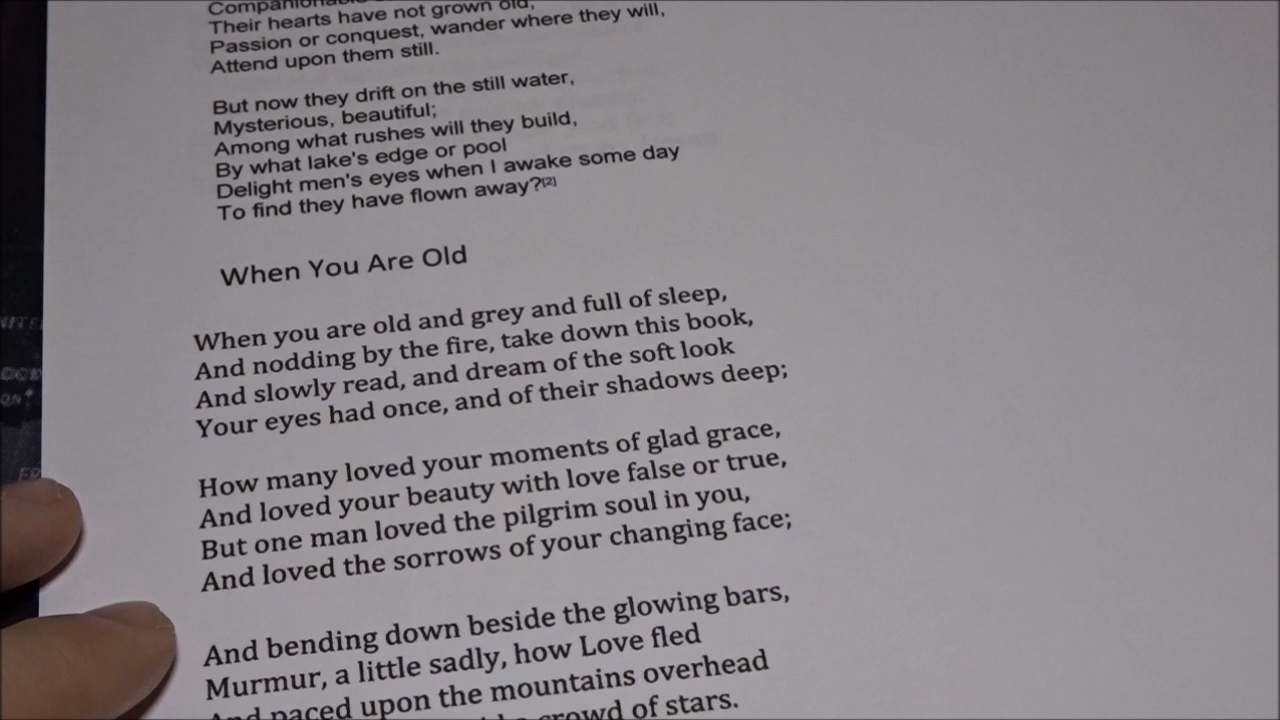 Companionable
Their hearts have not grown old;
Passion or conquest, wander where they will,
Attend upon them still.
But now they drift on the still water,
Mysterious, beautiful;
Among what rushes will they build,
By what lake's edge or pool
Delight men's eyes when I awake some day
To find they have flown away?[2]
When You Are Old
When you are old and grey and full of sleep,
And nodding by the fire, take down this book,
And slowly read, and dream of the soft look
Your eyes had once, and of their shadows deep;
How many loved your moments of glad grace,
And loved your beauty with love false or true,
But one man loved the pilgrim soul in you,
And loved the sorrows of your changing face;
And bending down beside the glowing bars,
Murmur, a little sadly, how Love fled
And paced upon the mountains overhead
crowd of stars.